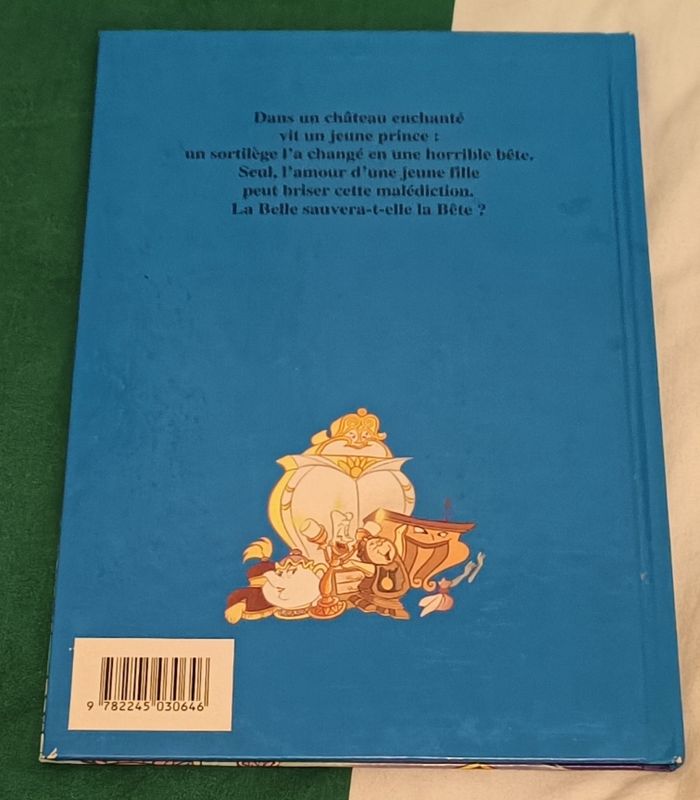 Dans un château enchanté
vit un jeune prince :
un sortilège l'a changé en une horrible bête.
Seul, l'amour d'une jeune fille
peut briser cette malédiction.
La Belle sauvera-t-elle la Bête ?
9 782245 030646